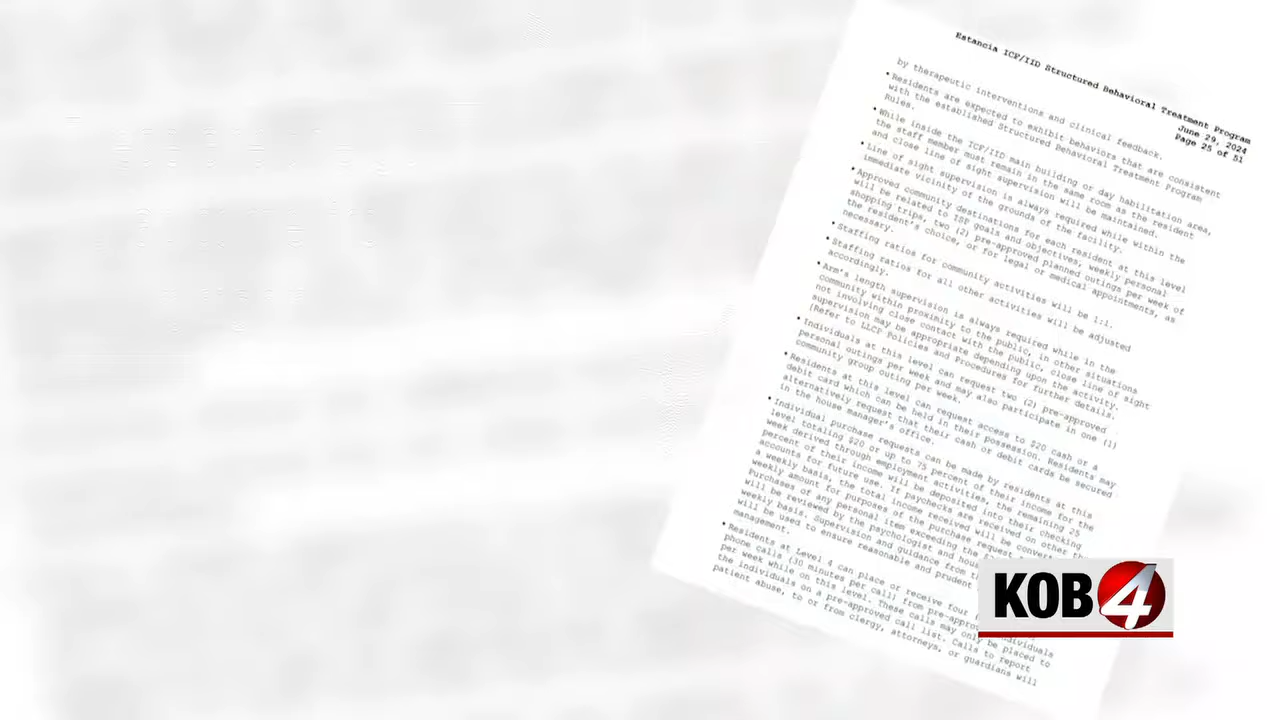 Estancia ICF/IID Structured Behavioral Treatment Program
June 29, 2024
Page 25 of 51
by therapeutic interventions and clinical feedback.
• Residents are expected to exhibit behaviors that are consistent
with the established Structured Behavioral Treatment Program
Rules.
• While inside the ICF/IID main building or day habilitation area,
the staff member must remain in the same room as the resident
and close line of sight supervision will be maintained.
• Line of sight supervision is always required while within the
immediate vicinity of the grounds of the facility.
• Approved community destinations for each resident at this level
will be related to ISP goals and objectives, weekly personal
shopping trips, two (2) pre-approved planned outings per week of
the resident's choice, or for legal or medical appointments, as
necessary.
• Staffing ratios for community activities will be 1:1.
• Staffing ratios for all other activities will be adjusted
accordingly.
• Arm's length supervision is always required while in the
community within proximity to the public, in other situations
not involving close contact with the public, close line of sight
supervision may be appropriate depending upon the activity.
(Refer to LLCP Policies and Procedures for further details.
• Individuals at this level can request two (2) pre-approved
personal outings per week and may also participate in one (1)
community group outing per week.
• Residents at this level can request access to $20 cash or a
debit card which can be held in their possession. Residents may
alternatively request that their cash or debit cards be secured
in the house manager's office.
• Individual purchase requests can be made by residents at this
level totaling $20 or up to 75 percent of their income for the
week derived through employment activities, the remaining 25
percent of their income will be deposited into their checking
accounts for future use. If paychecks are received on other tha
a weekly basis, the total income received will be convert
weekly amount for purposes of the purchase request
Purchases of any personal item exceeding the $2
will be reviewed by the psychologist and hou
weekly basis. Supervision and guidance from t
will be used to ensure reasonable and prudent
management.
• Residents at Level 4 can place or receive four
phone calls (30 minutes per call) from pre-approv individuals
per week while on this level. These calls may only be placed to
the individuals on a pre-approved call list. Calls to report
patient abuse, to or from clergy, attorneys, or guardians will
KOB 4